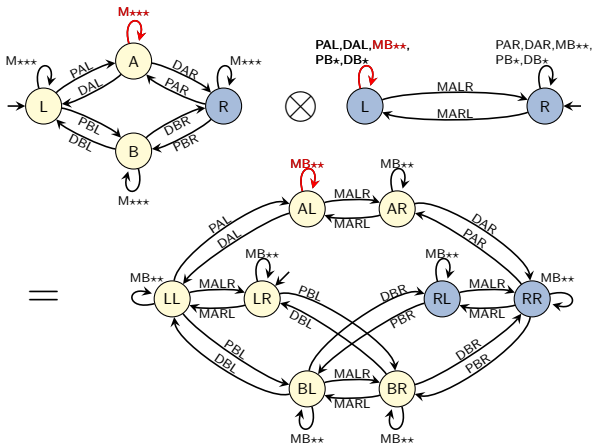 M⋆⋆⋆
M⋆⋆⋆
M⋆⋆⋆
PAL
DAL
A
DAR
PAR
L
R
PBL
DBL
B
DBR
PBR
M⋆⋆⋆
⊗
PAL,DAL,MB⋆⋆,
PB⋆,DB⋆
PAR,DAR,MB⋆⋆,
PB⋆,DB⋆
L
MALR
MARL
R
=
MB⋆⋆
MB⋆⋆
AL
MALR
MARL
AR
PAL
DAL
DAR
PAR
MB⋆⋆
MB⋆⋆
MB⋆⋆
MB⋆⋆
LL
MALR
MARL
LR
RL
MALR
MARL
RR
PBL
DBL
PBL
DBL
DBR
PBR
DBR
PBR
BL
MALR
MARL
BR
MB⋆⋆
MB⋆⋆